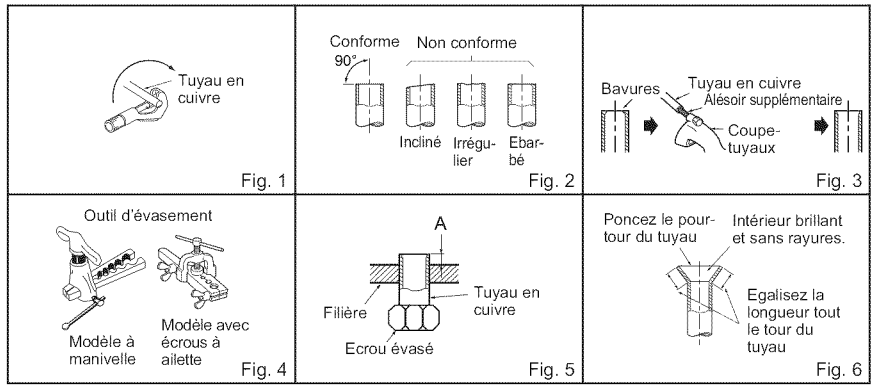 Tuyau en
cuivre
Fig. 1
Conforme
Non conforme
90°
Incliné
Irrégu-
lier
Ebar-
bé
Fig. 2
Bavures
Tuyau en cuivre
Alésoir supplémentaire
Coupe-
tuyaux
Fig. 3
Outil d'évasement
Modèle à
manivelle
Modèle avec
écrous à
ailette
Fig. 4
A
Filière
Tuyau en
cuivre
Ecrou évasé
Fig. 5
Poncez le pour-
tour du tuyau
Intérieur brillant
et sans rayures.
Egalisez la
longueur tout
le tour du
tuyau
Fig. 6